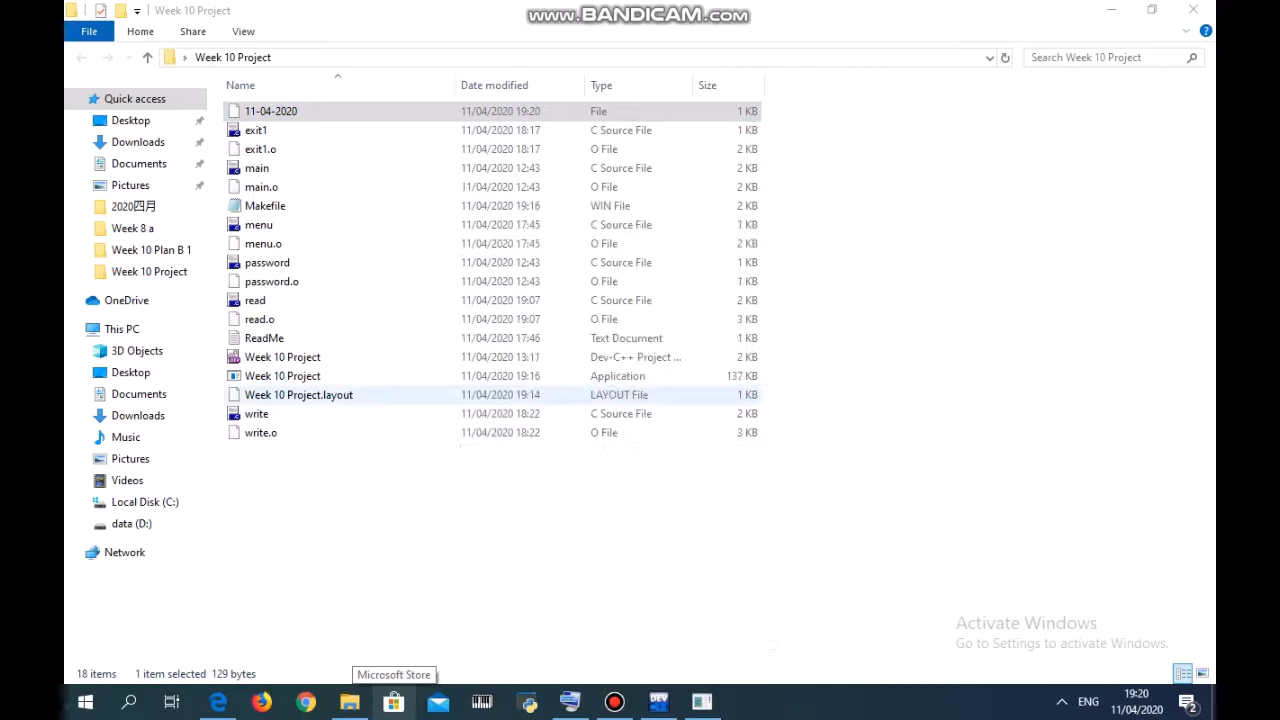 Week 10 Project
www.BANDICAM.com
File Home Share View
Week 10 Project
Search Week 10 Project
Name Date modified Type Size
Quick access
Desktop
Downloads
Documents
Pictures
2020四月
Week 8 a
Week 10 Plan B 1
Week 10 Project
OneDrive
This PC
3D Objects
Desktop
Documents
Downloads
Music
Pictures
Videos
Local Disk (C:)
data (D:)
Network
11-04-2020 11/04/2020 19:20 File 1 KB
exit1 11/04/2020 18:17 C Source File 1 KB
exit1.o 11/04/2020 18:17 O File 2 KB
main 11/04/2020 12:43 C Source File 2 KB
main.o 11/04/2020 12:43 O File 2 KB
Makefile 11/04/2020 19:16 WIN File 2 KB
menu 11/04/2020 17:45 C Source File 1 KB
menu.o 11/04/2020 17:45 O File 2 KB
password 11/04/2020 12:43 C Source File 1 KB
password.o 11/04/2020 12:43 O File 2 KB
read 11/04/2020 19:07 C Source File 2 KB
read.o 11/04/2020 19:07 O File 3 KB
ReadMe 11/04/2020 17:46 Text Document 1 KB
Week 10 Project 11/04/2020 13:11 Dev-C++ Project ... 2 KB
Week 10 Project 11/04/2020 19:16 Application 137 KB
Week 10 Project.layout 11/04/2020 19:14 LAYOUT File 1 KB
write 11/04/2020 18:22 C Source File 2 KB
write.o 11/04/2020 18:22 O File 3 KB
Activate Windows
Go to Settings to activate Windows.
18 items 1 item selected 129 bytes
Microsoft Store
DEV
ENG
19:20
11/04/2020
2